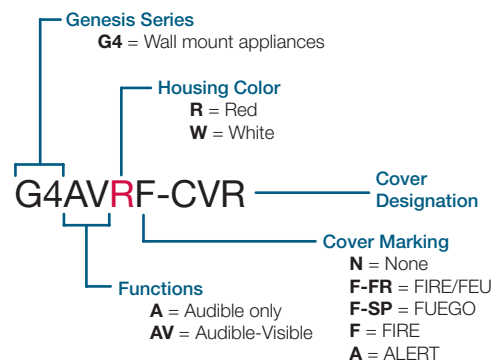 Genesis Series
G4 = Wall mount appliances
Housing Color
R = Red
W = White
G4AVRF-CVR
Cover
Designation
Cover Marking
N = None
F-FR = FIRE/FEU
F-SP = FUEGO
F = FIRE
A = ALERT
Functions
A = Audible only
AV = Audible-Visible